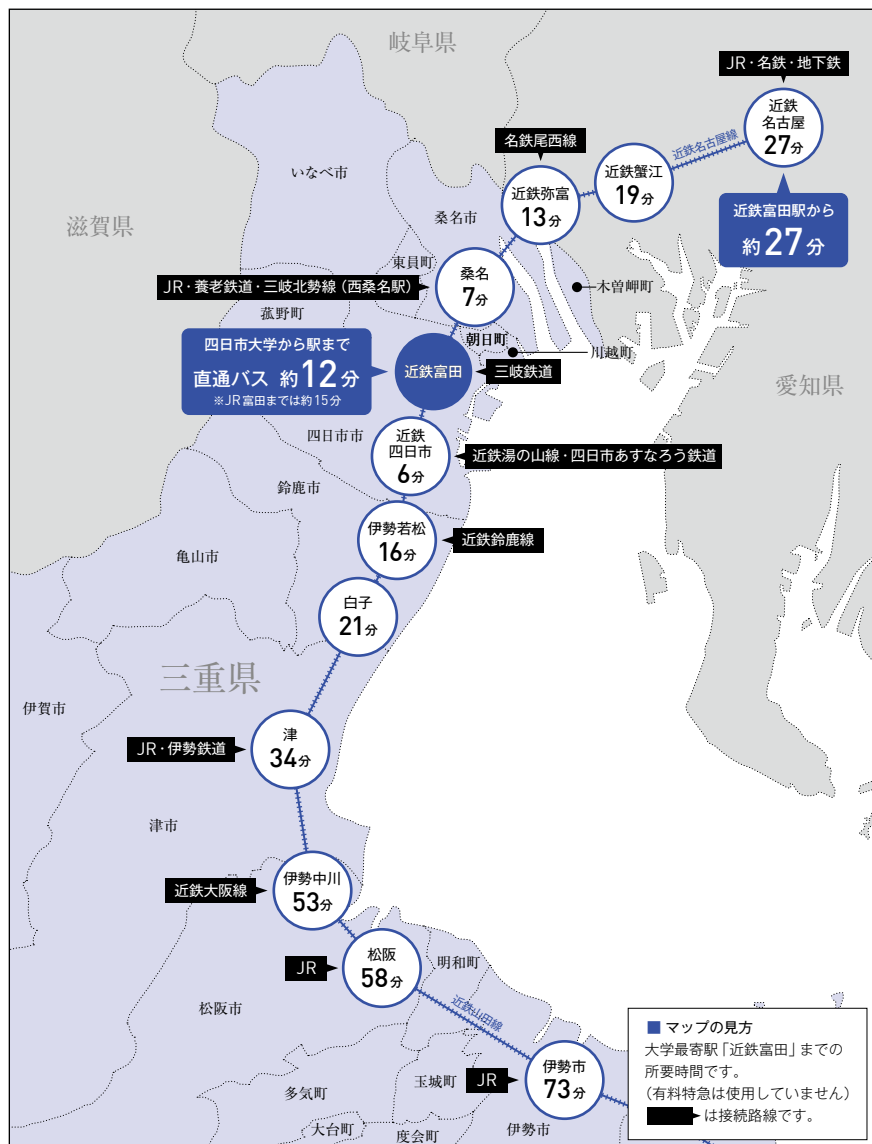 岐阜県
JR・名鉄・地下鉄
近鉄
名古屋
27分
近鉄名古屋線
名鉄尾西線
近鉄蟹江
19分
近鉄弥富
13分
いなべ市
滋賀県
桑名市
近鉄富田駅から
約27分
東員町
桑名
7分
JR・養老鉄道・三岐北勢線(西桑名駅)
木曽岬町
菰野町
朝日町
川越町
四日市大学から駅まで
直通バス 約12分
※JR富田までは約15分
近鉄富田
三岐鉄道
愛知県
四日市市
近鉄
四日市
6分
近鉄湯の山線・四日市あすなろう鉄道
鈴鹿市
伊勢若松
16分
近鉄鈴鹿線
亀山市
白子
21分
三重県
伊賀市
津
34分
JR・伊勢鉄道
津市
伊勢中川
53分
近鉄大阪線
松阪
58分
JR
明和町
松阪市
近鉄山田線
伊勢市
73分
JR
玉城町
多気町
大台町
度会町
伊勢市
■ マップの見方
大学最寄駅「近鉄富田」までの
所要時間です。
(有料特急は使用していません)
は接続路線です。